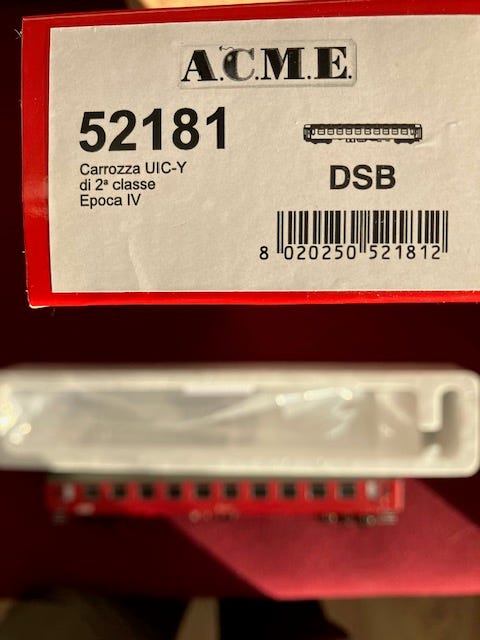 A.C.M.E.
52181
Carrozza UIC-Y
di 2ª classe
Epoca IV
DSB
8 020250 521812